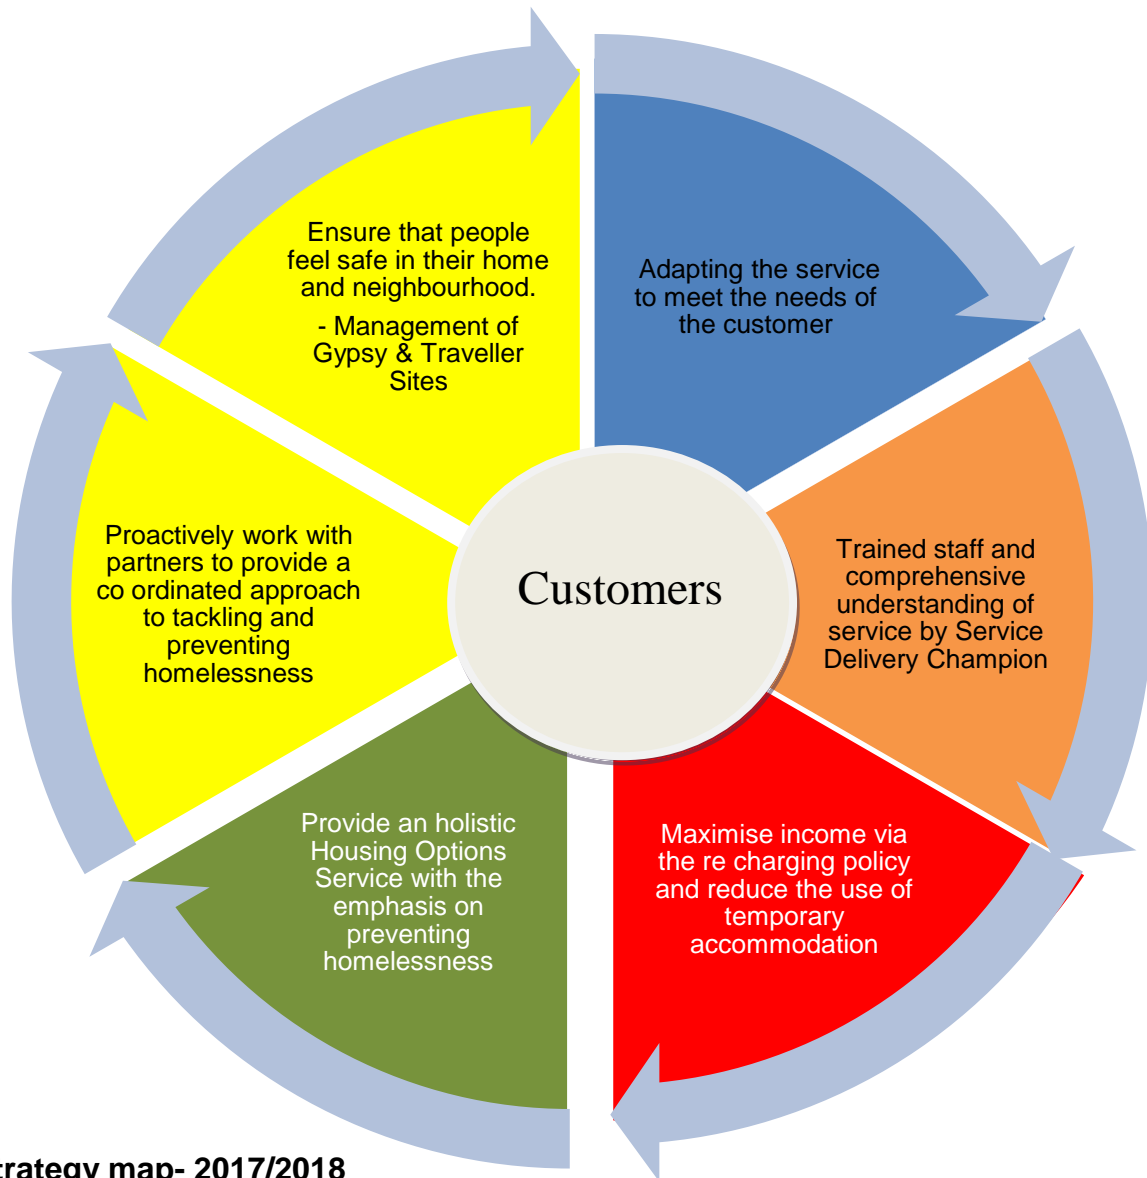 Ensure that people
feel safe in their home
and neighbourhood.
- Management of
Gypsy & Traveller
Sites
Adapting the service
to meet the needs of
the customer
Proactively work with
partners to provide a
co ordinated approach
to tackling and
preventing
homelessness
Customers
Trained staff and
comprehensive
understanding of
service by Service
Delivery Champion
Provide an holistic
Housing Options
Service with the
emphasis on
preventing
homelessness
Maximise income via
the re charging policy
and reduce the use of
temporary
accommodation
trategy map- 2017/2018